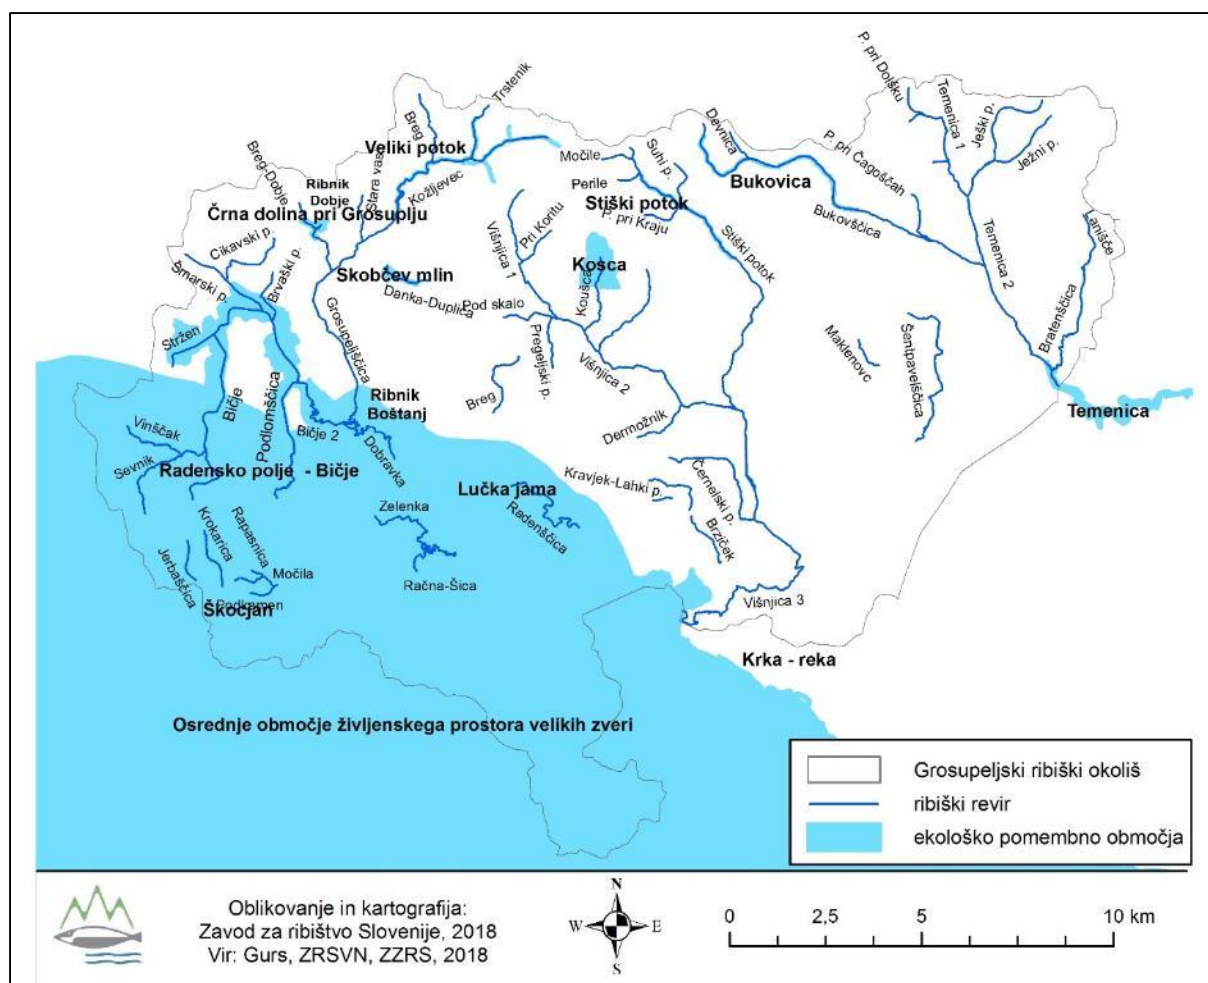 P. pri Dolšku
Temenica 1
Ješki p.
Ježni p.
Trstenik
Breg
Veliki potok
Devnica
P. pri Čagoščah
Breg-Dobje
Ribnik
Dobje
Stara vas
Kožljevec
Močile
Suhi p.
Perile
Bukovica
Stiški potok
Črna dolina pri Grosuplju
P. pri Kraju
Bukovščica
Lanišče
Cikavski p.
Brvaški p.
Šmarski p.
Višnjica 1
Pri Koritu
Stiški potok
Temenica 2
Skobčev mlin
Košca
Koušca
Danka-Duplica
Pod skalo
Stržen
Grosupeljščica
Pregeljski p.
Maklenovc
Šentpavelščica
Bratenščica
Višnjica 2
Bičje
Podlomščica
Ribnik
Boštanj
Breg
Temenica
Bičje 2
Dermožnik
Vinščak
Sevnik
Radensko polje - Bičje
Dobravka
Kravjek-Lahki p.
Črnelski p.
Lučka jama
Zelenka
Radenščica
Brziček
Krokarica
Rapasnica
Jerbaščica
Močila
Podkamen
Škocjan
Račna-Šica
Višnjica 3
Krka - reka
Osrednje območje življenskega prostora velikih zveri
Grosupeljski ribiški okoliš
ribiški revir
ekološko pomembno območja
Oblikovanje in kartografija:
Zavod za ribištvo Slovenije, 2018
Vir: Gurs, ZRSVN, ZZRS, 2018
N
W E
S
0 2,5 5 10 km